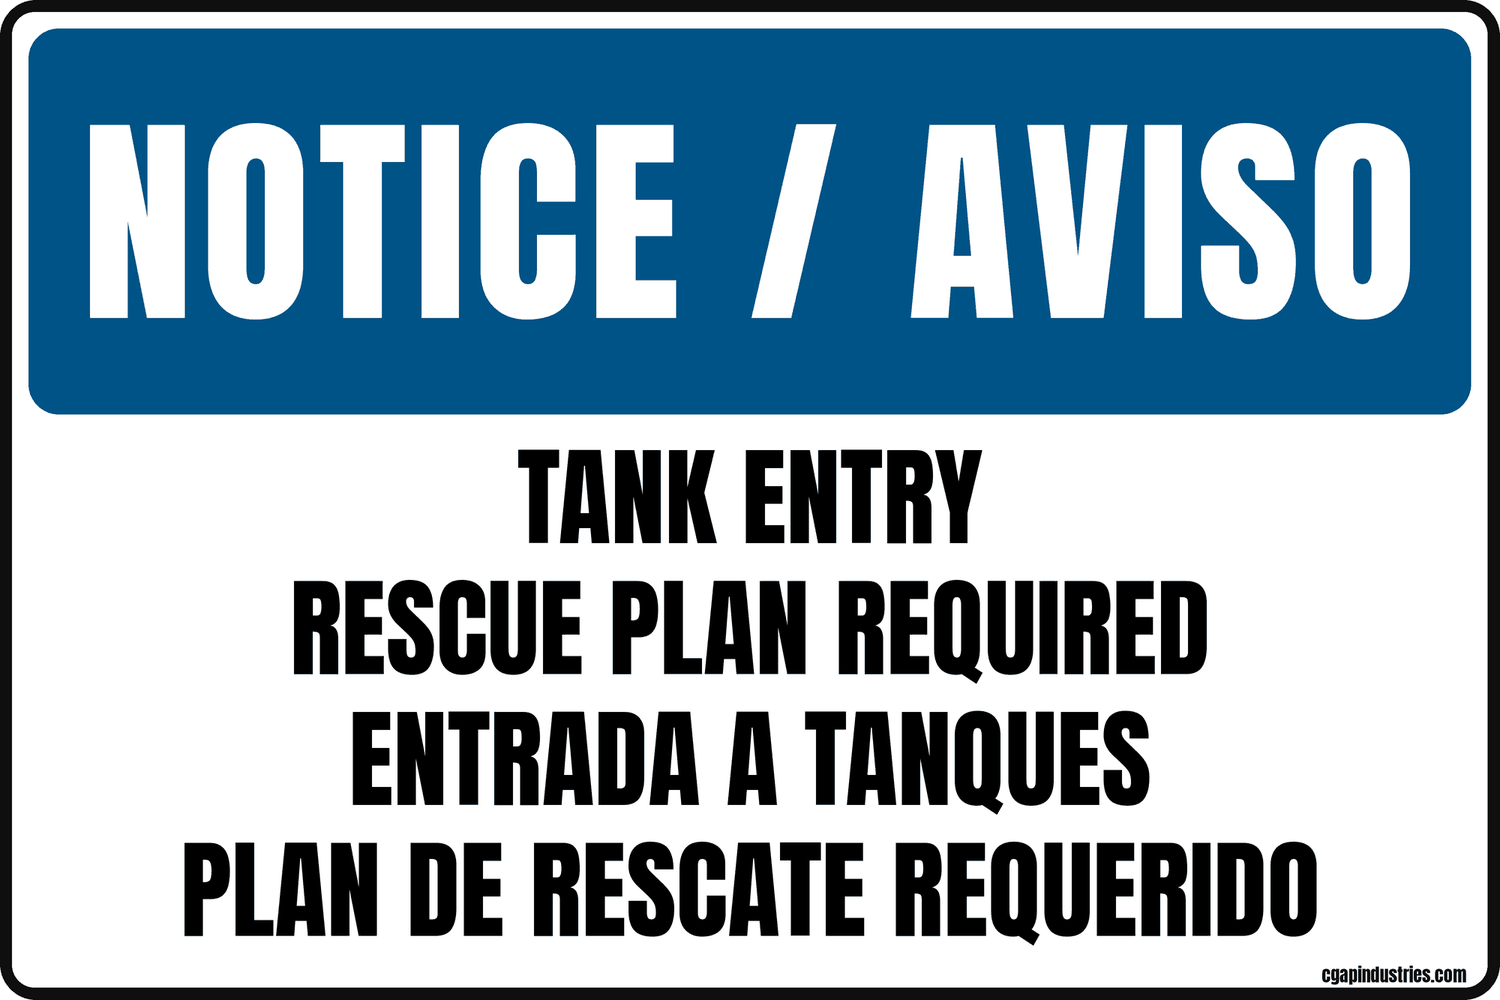 NOTICE / AVISO
TANK ENTRY
RESCUE PLAN REQUIRED
ENTRADA A TANQUES
PLAN DE RESCATE REQUERIDO
cgapindustries.com